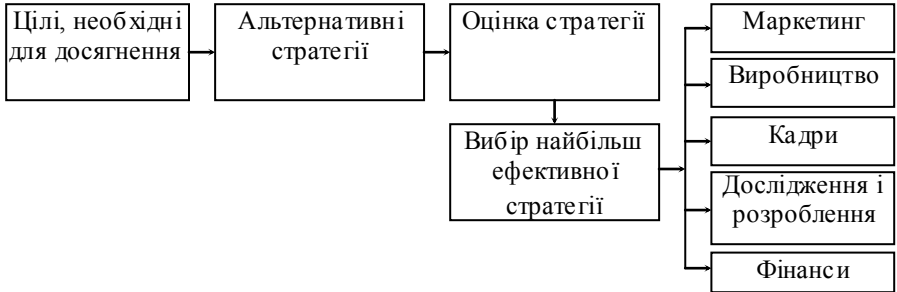 Цілі, необхідні
для досягнення
Альтернативні
стратегії
Оцінка стратегії
Вибір найбільш
ефективної
стратегії
Маркетинг
Виробництво
Кадри
Дослідження і
розроблення
Фінанси